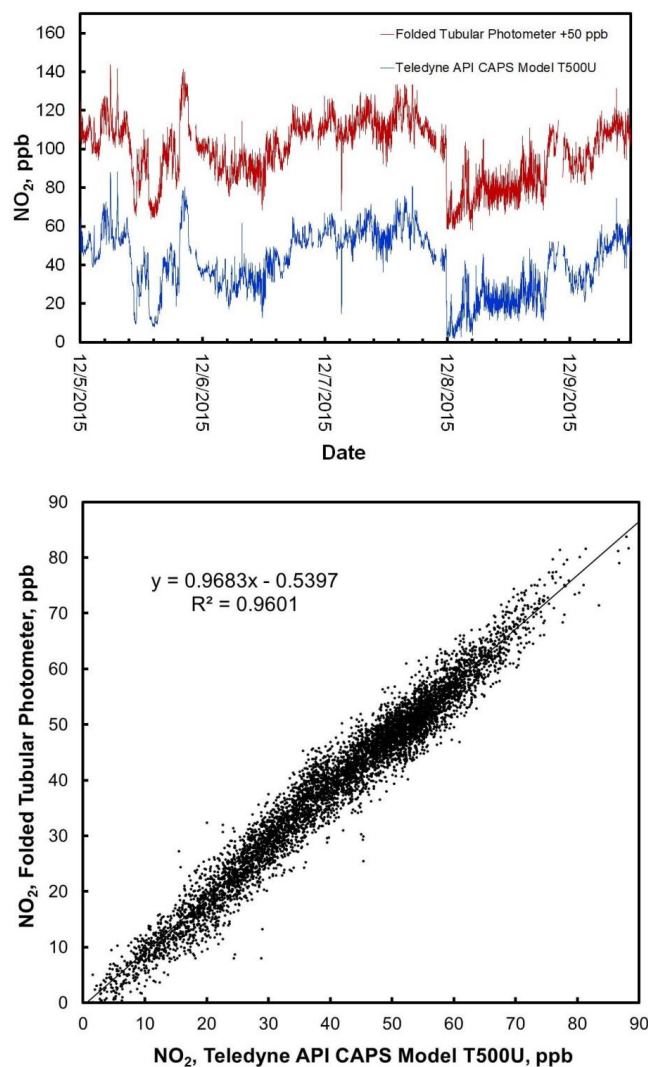 160
140
120
100
80
60
40
20
0
NO₂, ppb
Folded Tubular Photometer +50 ppb
Teledyne API CAPS Model T500U
12/5/2015
12/6/2015
12/7/2015
12/8/2015
12/9/2015
Date
90
80
70
60
50
40
30
20
10
0
NO₂, Folded Tubular Photometer, ppb
y = 0.9683x - 0.5397
R² = 0.9601
0 10 20 30 40 50 60 70 80 90
NO₂, Teledyne API CAPS Model T500U, ppb